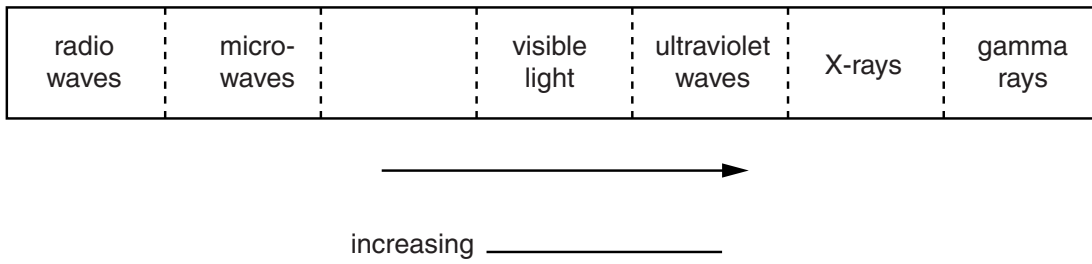 radio
waves
micro-
waves
visible
light
ultraviolet
waves
X-rays
gamma
rays
increasing